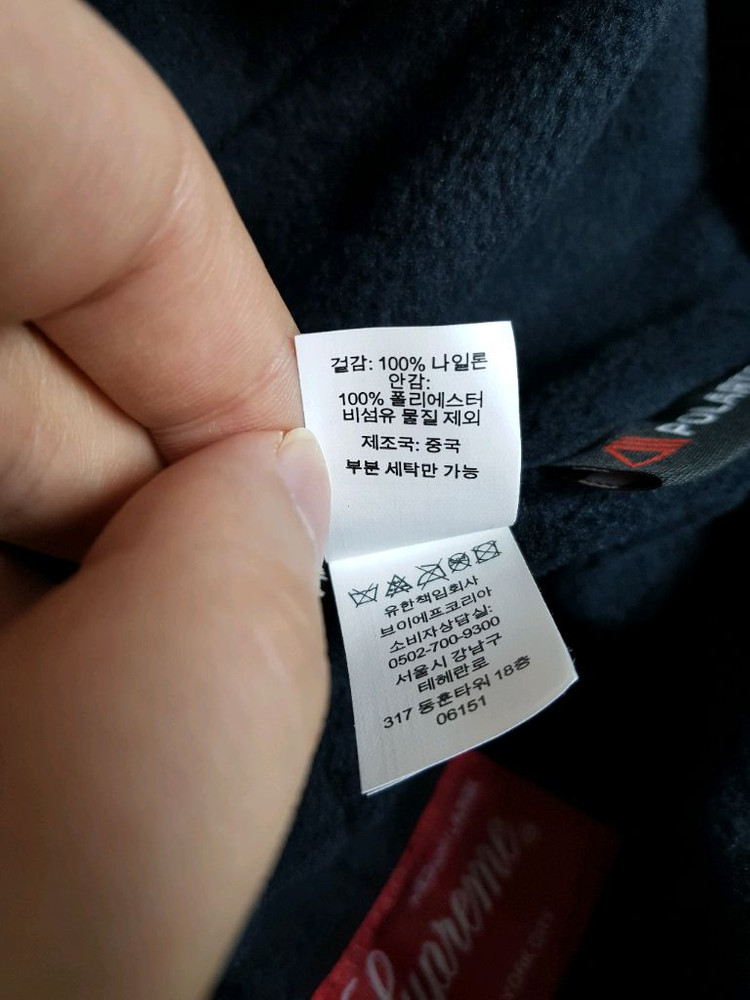 걸감: 100% 나일론
안감:
100% 폴리에스터
비섬유 물질 제외
제조국: 중국
부분 세탁만 가능
유한책임회사
브이에프코리아
소비자상담실:
0502-700-9300
서울시 강남구
테헤란로
317 동훈타워 18층
06151
Supreme